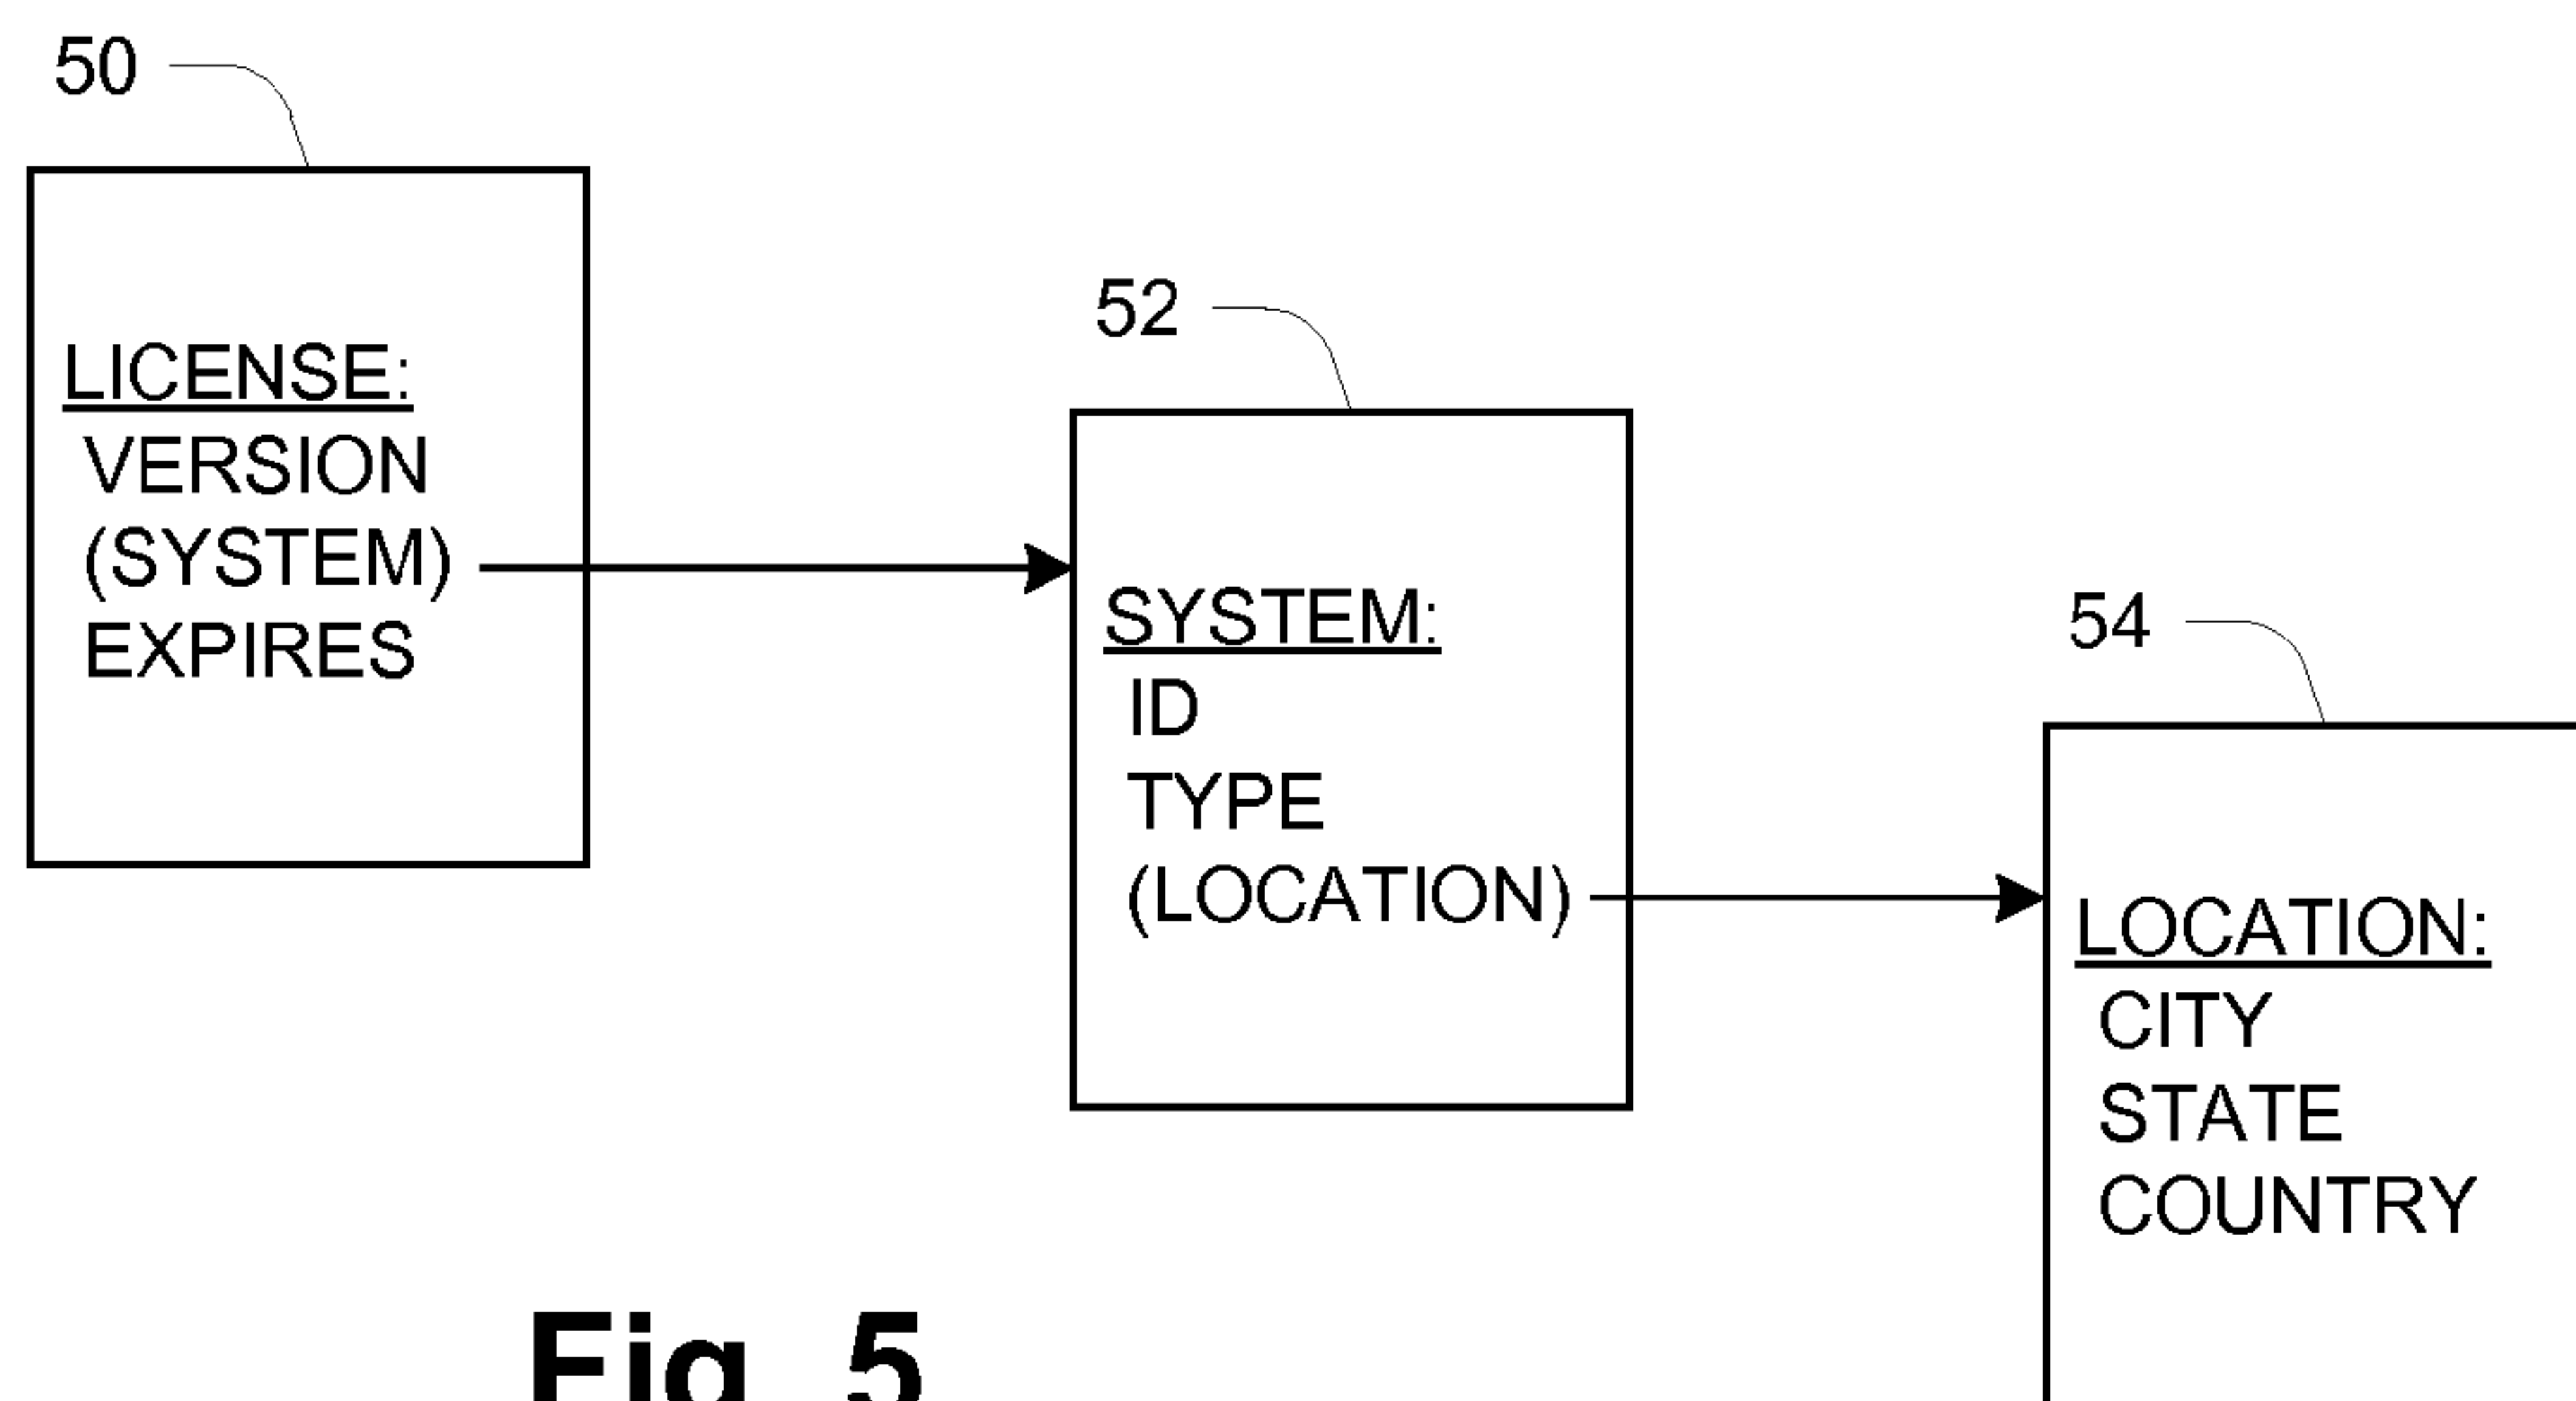 50
LICENSE:
VERSION
(SYSTEM)
EXPIRES
52
SYSTEM:
ID
TYPE
(LOCATION)
54
LOCATION:
CITY
STATE
COUNTRY
Fig 5